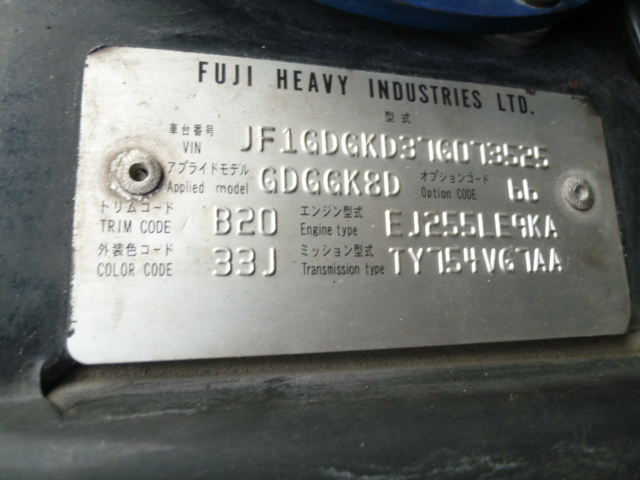 FUJI HEAVY INDUSTRIES LTD.
型式
車台番号 VIN JF1GDGKD37G073525
アプライドモデル Applied model GDGGK8D オプションコード Option CODE 66
トリムコード TRIM CODE B20 エンジン型式 Engine type EJ255LE9KA
外装色コード COLOR CODE 33J ミッション型式 Transmission type TY754VG7AA